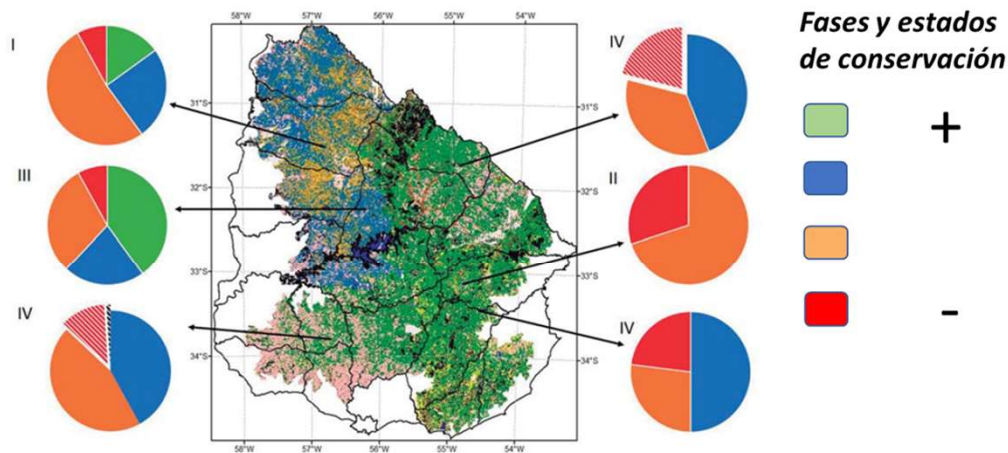 58°W 57°W 56°W 55°W 54°W
Fases y estados
de conservación
I
IV
31°S 31°S
+
III
II
32°S 32°S
33°S 33°S
IV
IV
-
34°S 34°S
58°W 57°W 56°W 55°W 54°W